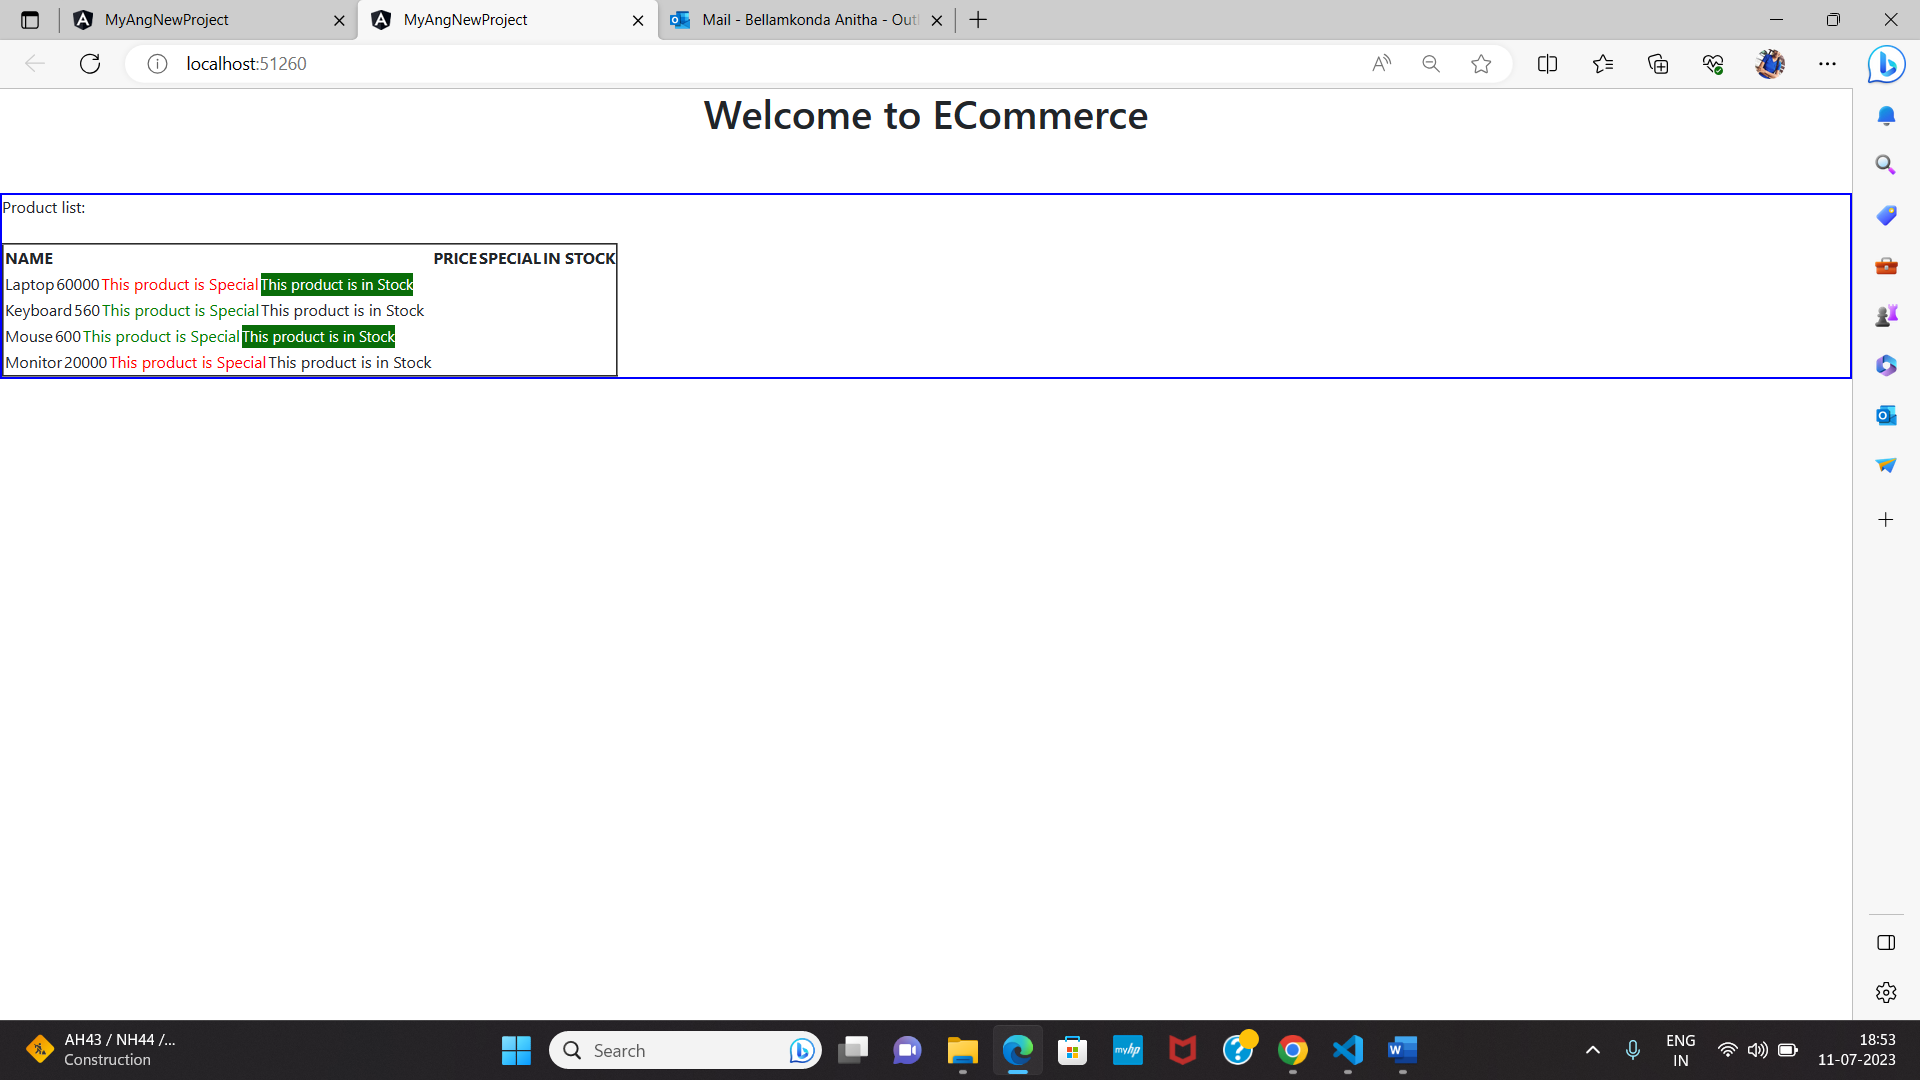 MyAngNewProject
MyAngNewProject
Mail - Bellamkonda Anitha - Outl
localhost:51260
Welcome to ECommerce
Product list:
NAME PRICE SPECIAL IN STOCK
Laptop 60000 This product is Special This product is in Stock
Keyboard 560 This product is Special This product is in Stock
Mouse 600 This product is Special This product is in Stock
Monitor 20000 This product is Special This product is in Stock
AH43 / NH44 /...
Construction
Search
myhp
ENG
IN
18:53
11-07-2023